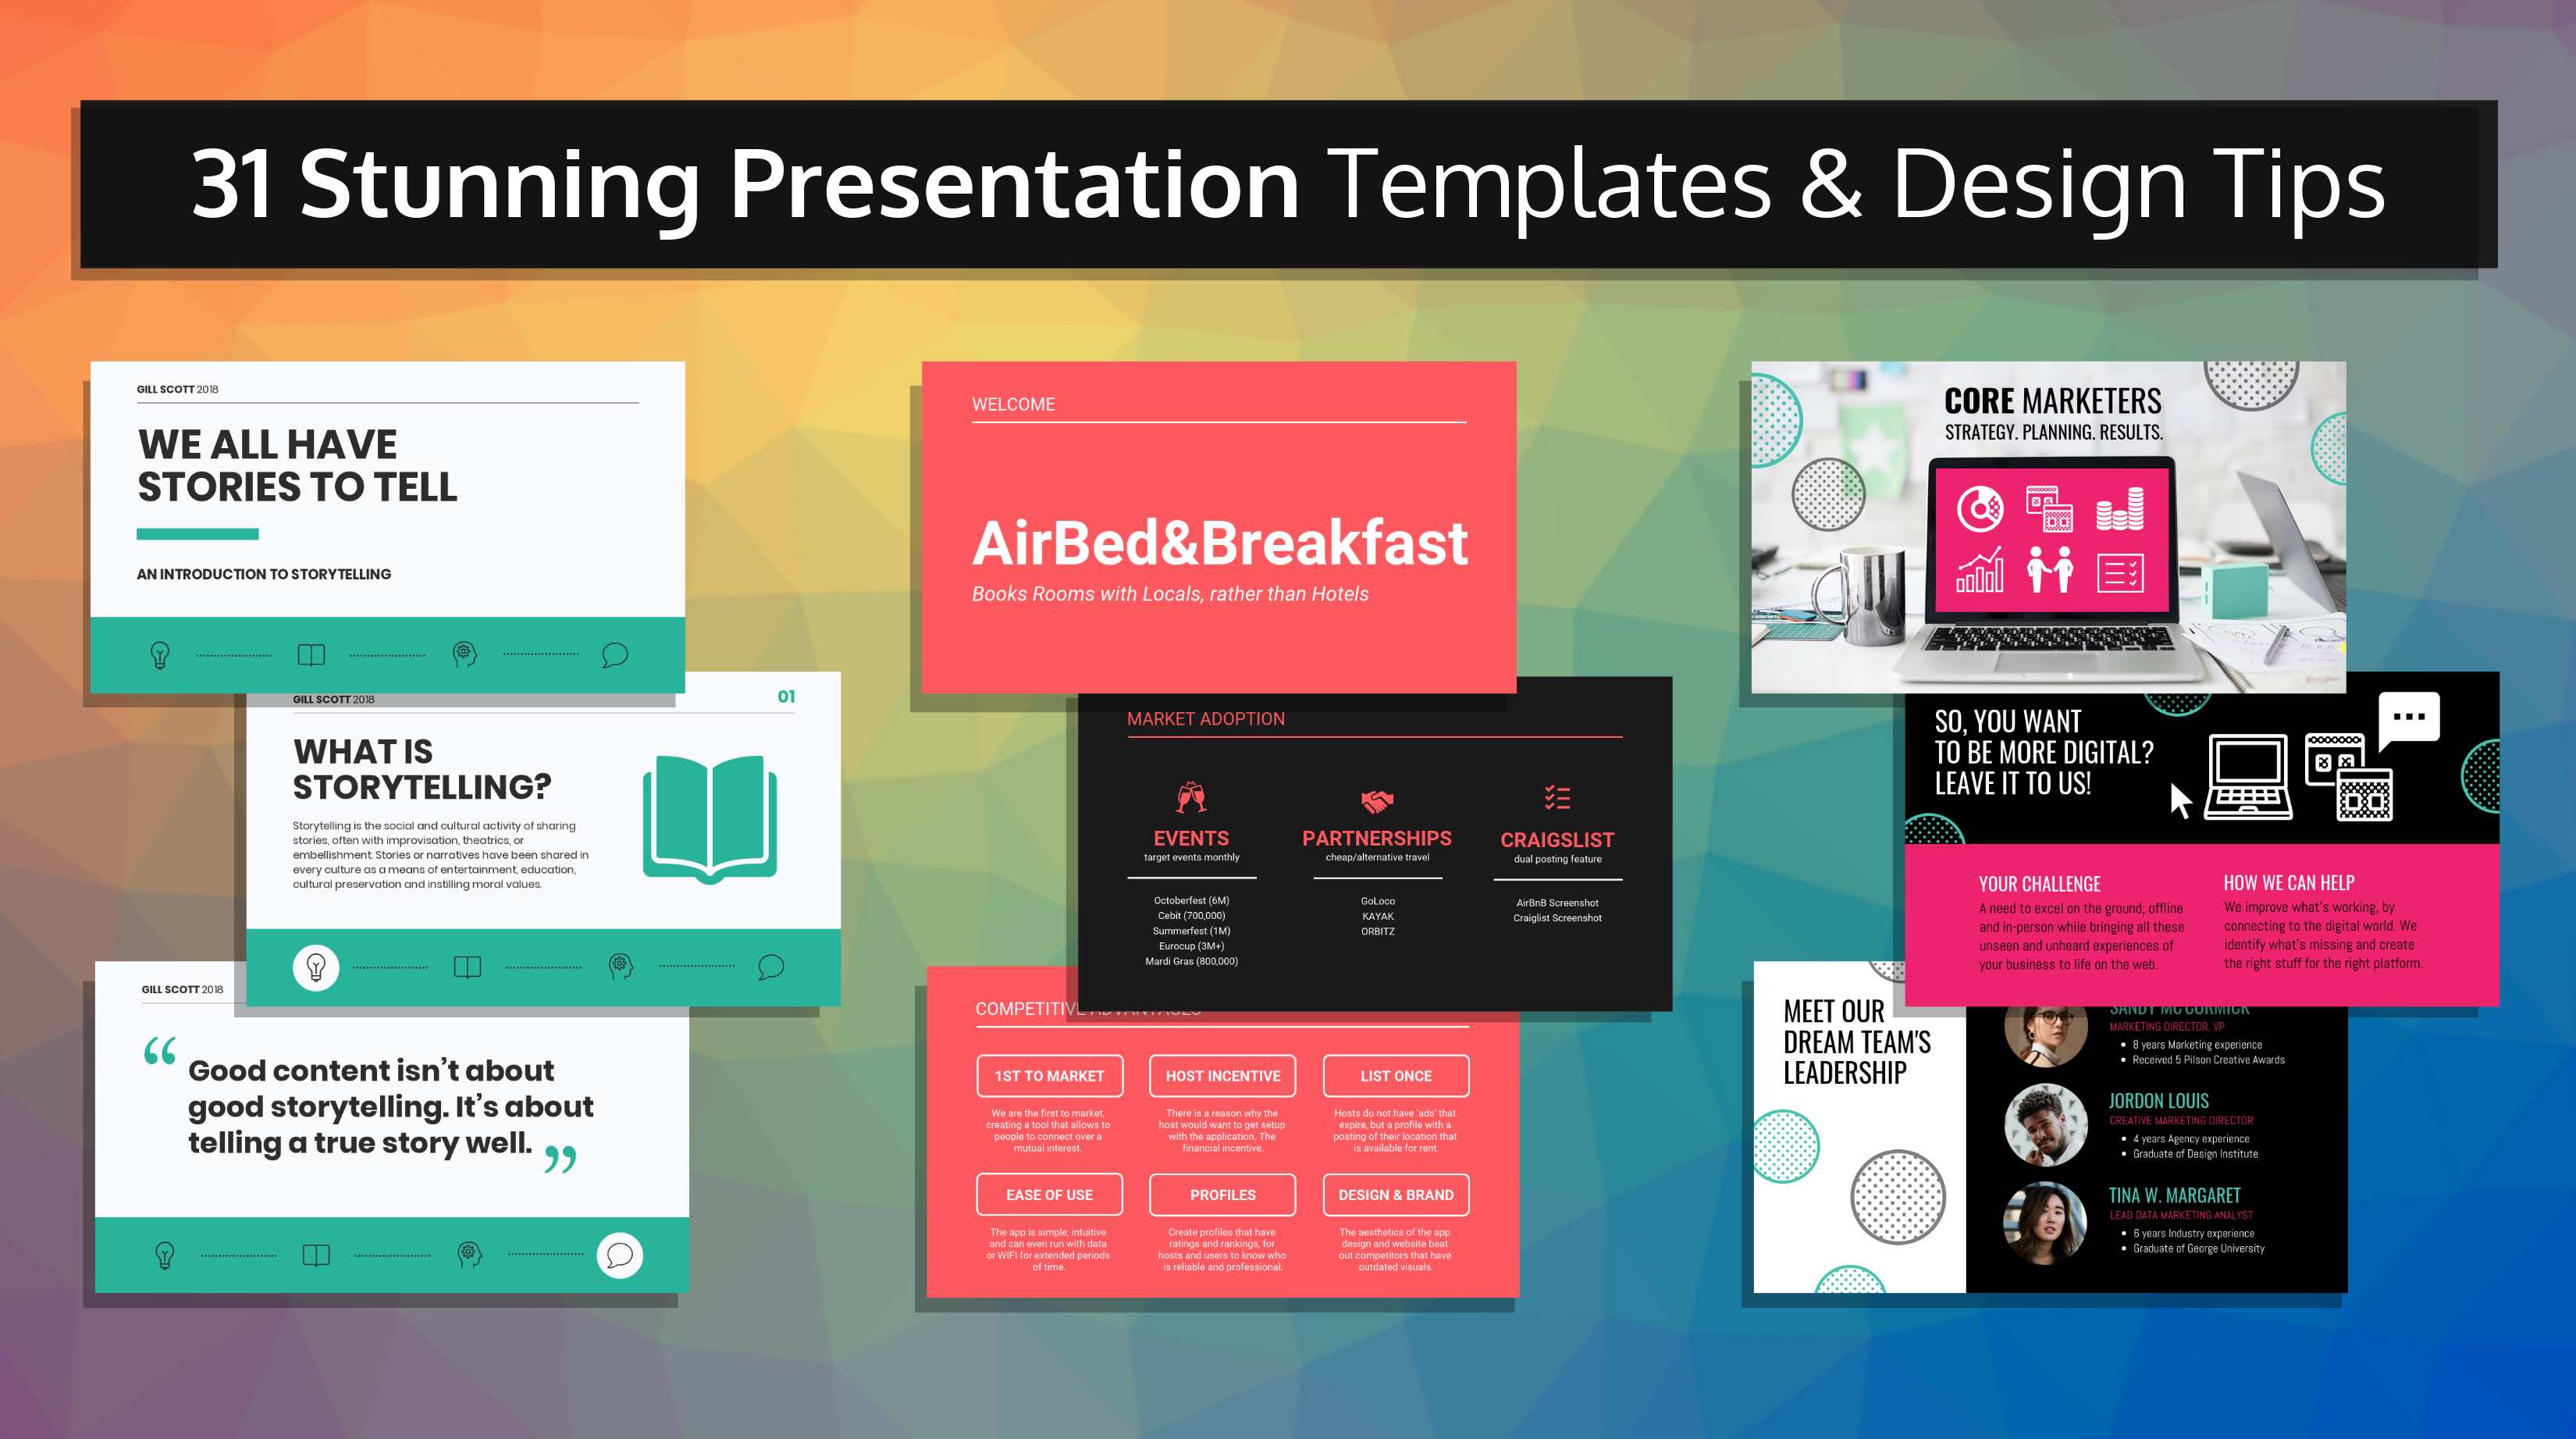 31 Stunning Presentation Templates & Design Tips
GILL SCOTT 2018
WE ALL HAVE
STORIES TO TELL
AN INTRODUCTION TO STORYTELLING
GILL SCOTT 2018
01
WHAT IS
STORYTELLING?
Storytelling is the social and cultural activity of sharing
stories, often with improvisation, theatrics, or
embellishment. Stories or narratives have been shared in
every culture as a means of entertainment, education,
cultural preservation and instilling moral values.
GILL SCOTT 2018
“ Good content isn’t about
good storytelling. It’s about
telling a true story well. ”
WELCOME
AirBed&Breakfast
Books Rooms with Locals, rather than Hotels
MARKET ADOPTION
EVENTS
target events monthly
Octoberfest (6M)
Cebit (700,000)
Summerfest (1M)
Eurocup (3M+)
Mardi Gras (800,000)
PARTNERSHIPS
cheap/alternative travel
GoLoco
KAYAK
ORBITZ
CRAIGSLIST
dual posting feature
AirBnB Screenshot
Craiglist Screenshot
COMPETITIVE ADVANTAGES
1ST TO MARKET
We are the first to market,
creating a tool that allows to
people to connect over a
mutual interest.
HOST INCENTIVE
There is a reason why the
host would want to get setup
with the application. The
financial incentive.
LIST ONCE
Hosts do not have 'ads' that
expire, but a profile with a
posting of their location that
is available for rent.
EASE OF USE
The app is simple, intuitive
and can even run with data
or WIFI for extended periods
of time.
PROFILES
Create profiles that have
ratings and rankings, for
hosts and users to know who
is reliable and professional.
DESIGN & BRAND
The aesthetics of the app
design and website beat
out competitors that have
outdated visuals.
CORE MARKETERS
STRATEGY. PLANNING. RESULTS.
SO, YOU WANT
TO BE MORE DIGITAL?
LEAVE IT TO US!
YOUR CHALLENGE
A need to excel on the ground, offline
and in-person while bringing all these
unseen and unheard experiences of
your business to life on the web.
HOW WE CAN HELP
We improve what's working, by
connecting to the digital world. We
identify what's missing and create
the right stuff for the right platform.
MEET OUR
DREAM TEAM'S
LEADERSHIP
SANDY MCCORMICK
MARKETING DIRECTOR, VP
• 8 years Marketing experience
• Received 5 Pilson Creative Awards
JORDON LOUIS
CREATIVE MARKETING DIRECTOR
• 4 years Agency experience
• Graduate of Design Institute
TINA W. MARGARET
LEAD DATA MARKETING ANALYST
• 6 years Industry experience
• Graduate of George University